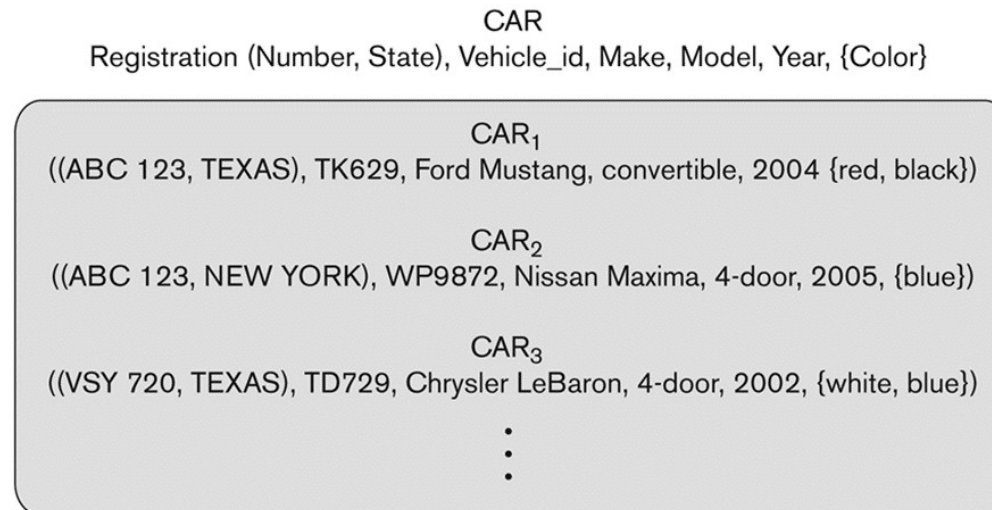 CAR
Registration (Number, State), Vehicle_id, Make, Model, Year, {Color}
CAR₁
((ABC 123, TEXAS), TK629, Ford Mustang, convertible, 2004 {red, black})
CAR₂
((ABC 123, NEW YORK), WP9872, Nissan Maxima, 4-door, 2005, {blue})
CAR₃
((VSY 720, TEXAS), TD729, Chrysler LeBaron, 4-door, 2002, {white, blue})